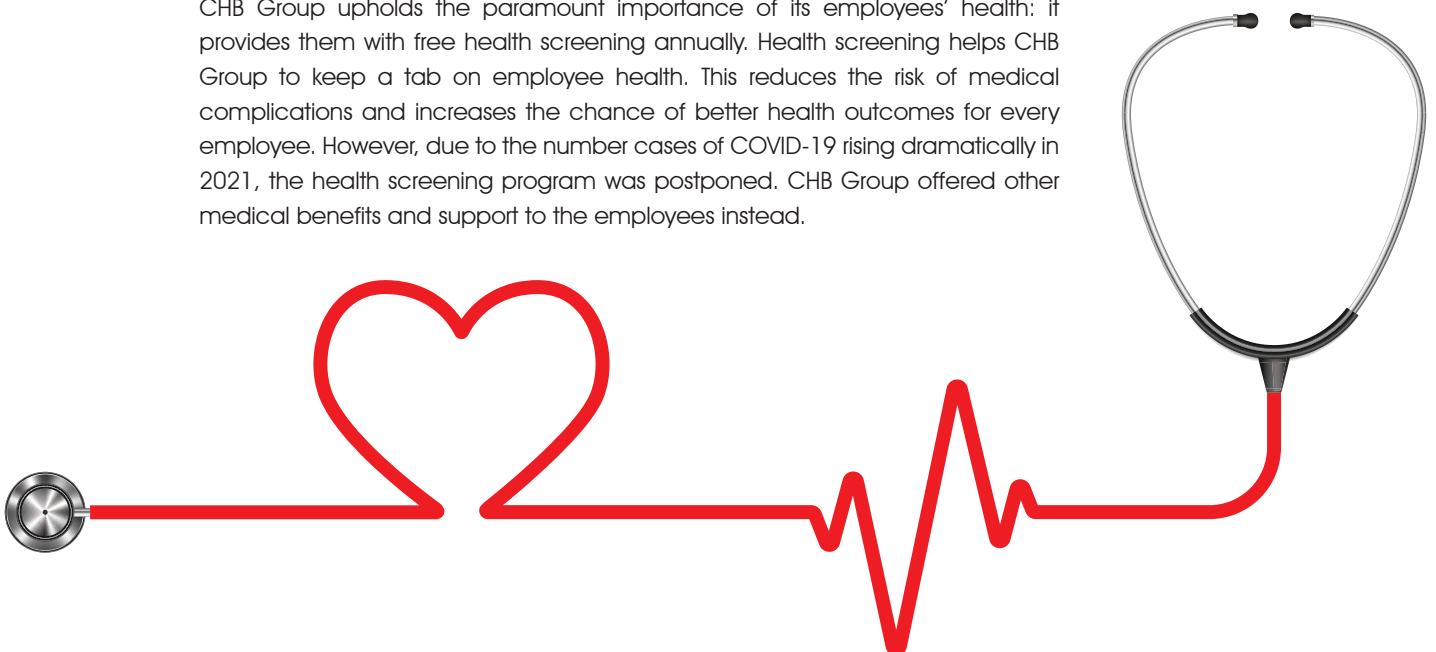 CHB Group upholds the paramount importance of its employees’ health: it
provides them with free health screening annually. Health screening helps CHB
Group to keep a tab on employee health. This reduces the risk of medical
complications and increases the chance of better health outcomes for every
employee. However, due to the number cases of COVID-19 rising dramatically in
2021, the health screening program was postponed. CHB Group offered other
medical benefits and support to the employees instead.